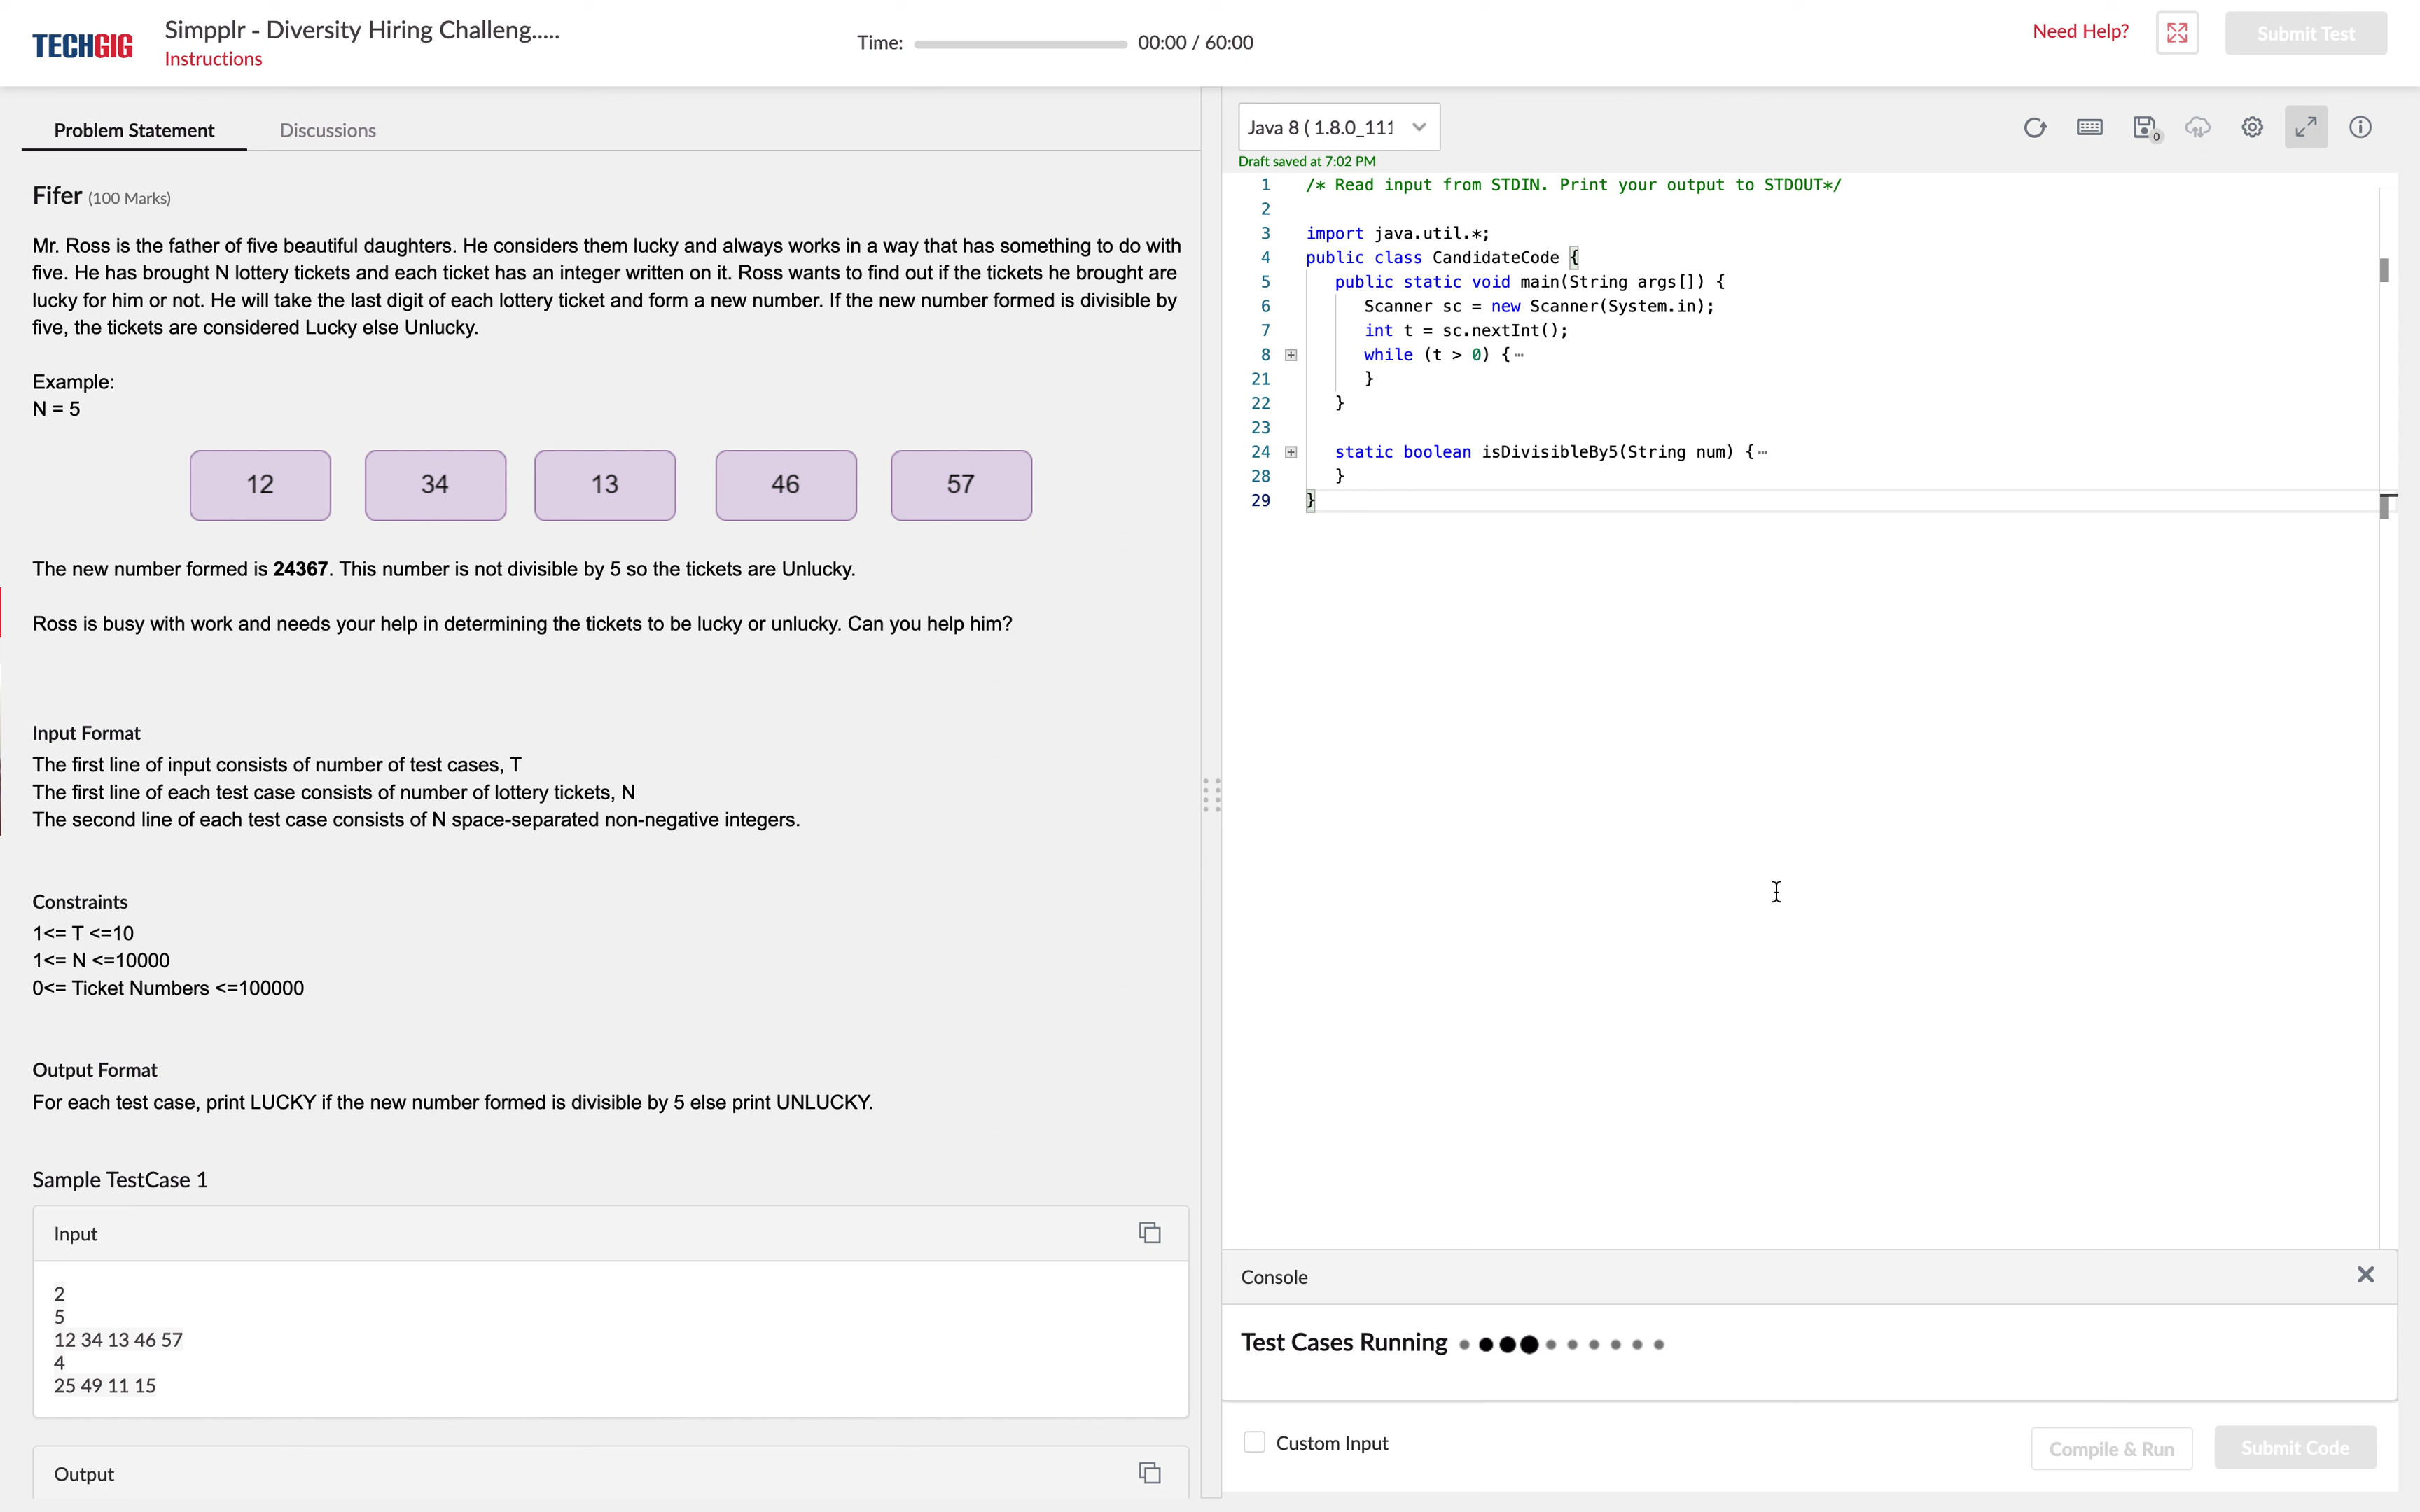 TECHGIG
Simpplr - Diversity Hiring Challeng.....
Instructions
Time:
00:00 / 60:00
Need Help?
Submit Test
Problem Statement
Discussions
Fifer (100 Marks)
Mr. Ross is the father of five beautiful daughters. He considers them lucky and always works in a way that has something to do with
five. He has brought N lottery tickets and each ticket has an integer written on it. Ross wants to find out if the tickets he brought are
lucky for him or not. He will take the last digit of each lottery ticket and form a new number. If the new number formed is divisible by
five, the tickets are considered Lucky else Unlucky.
Example:
N = 5
12 34 13 46 57
The new number formed is 24367. This number is not divisible by 5 so the tickets are Unlucky.
Ross is busy with work and needs your help in determining the tickets to be lucky or unlucky. Can you help him?
Input Format
The first line of input consists of number of test cases, T
The first line of each test case consists of number of lottery tickets, N
The second line of each test case consists of N space-separated non-negative integers.
Constraints
1<= T <=10
1<= N <=10000
0<= Ticket Numbers <=100000
Output Format
For each test case, print LUCKY if the new number formed is divisible by 5 else print UNLUCKY.
Sample TestCase 1
Input
2
5
12 34 13 46 57
4
25 49 11 15
Output
Java 8 ( 1.8.0_111
0
Draft saved at 7:02 PM
1 /* Read input from STDIN. Print your output to STDOUT*/
2
3 import java.util.*;
4 public class CandidateCode {
5 public static void main(String args[]) {
6 Scanner sc = new Scanner(System.in);
7 int t = sc.nextInt();
8 while (t > 0) {⋯
21 }
22 }
23
24 static boolean isDivisibleBy5(String num) {⋯
28 }
29 }
Console
Test Cases Running
Custom Input
Compile & Run
Submit Code